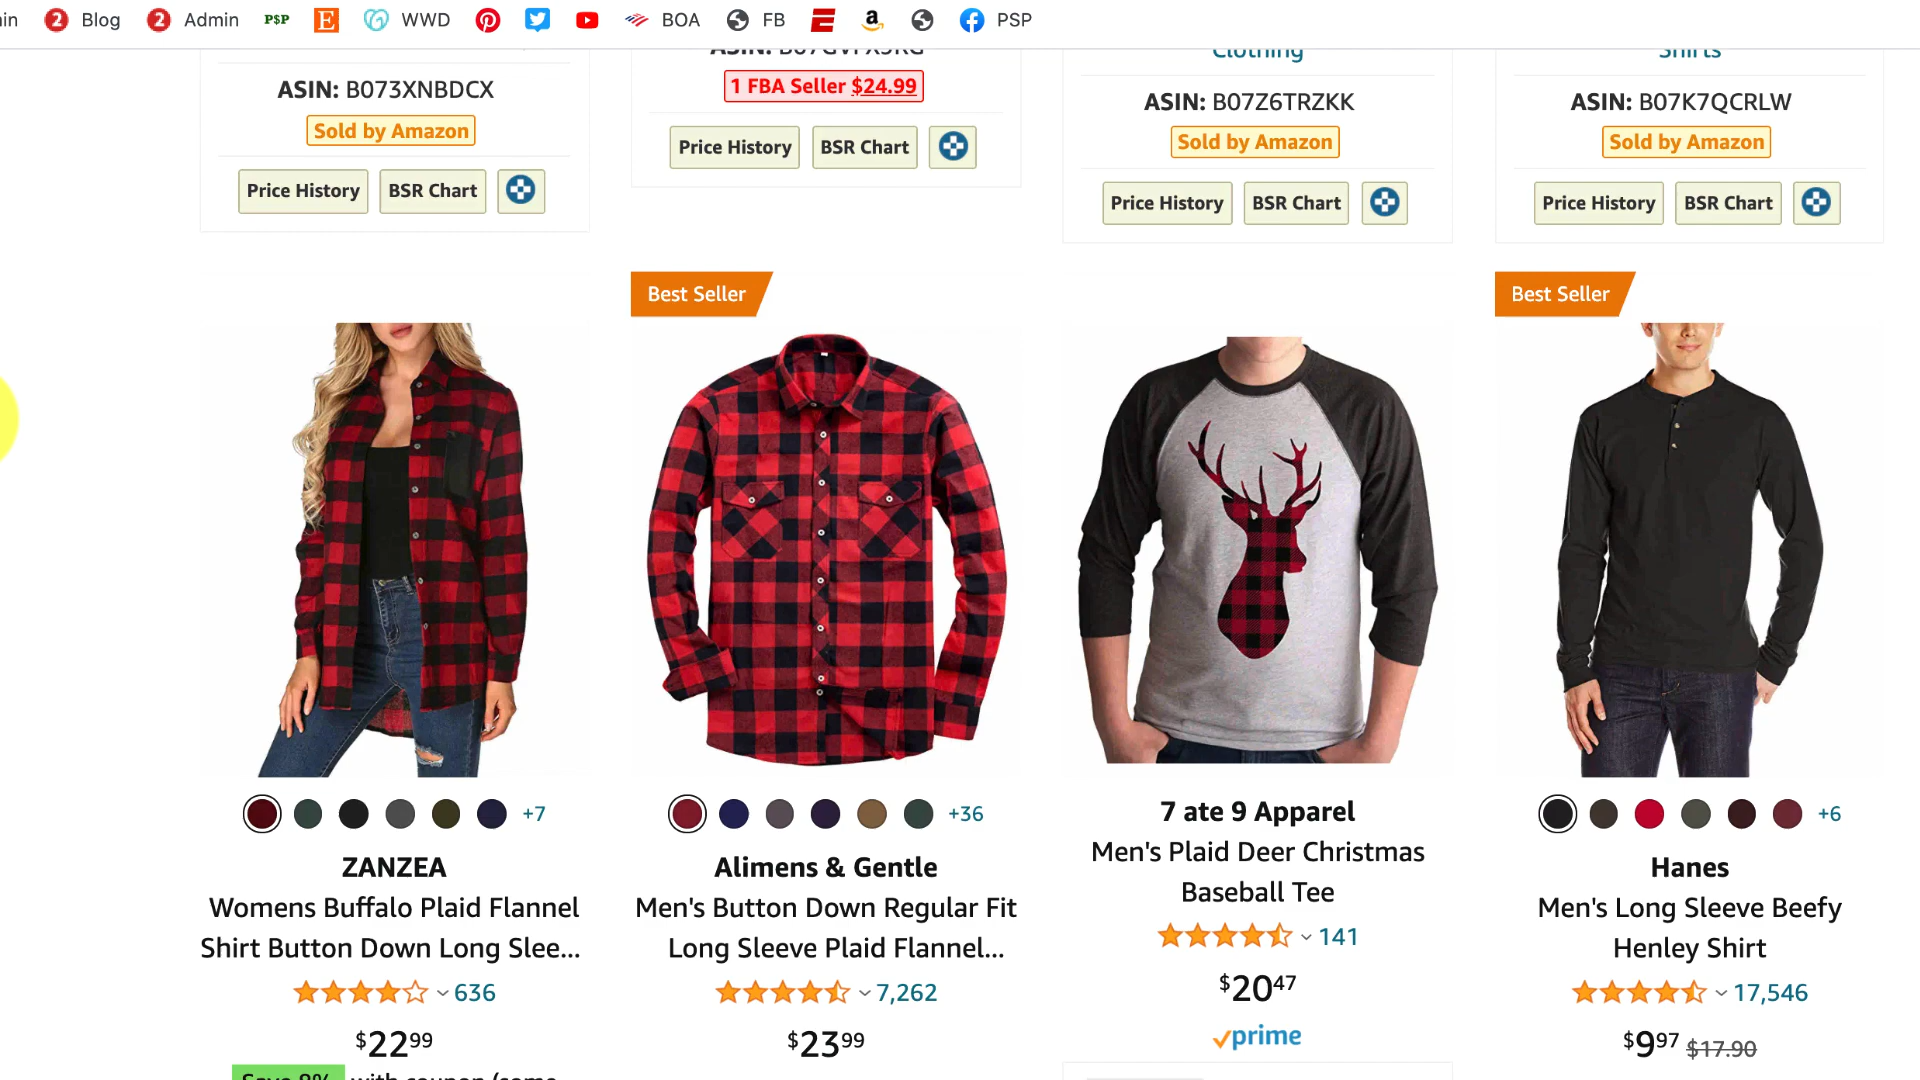 in Blog Admin P$P E WWD BOA FB E a PSP
Clothing
Shirts
ASIN: B073XNBDCX
Sold by Amazon
Price History BSR Chart
1 FBA Seller $24.99
Price History BSR Chart
ASIN: B07Z6TRZKK
Sold by Amazon
Price History BSR Chart
ASIN: B07K7QCRLW
Sold by Amazon
Price History BSR Chart
Best Seller
Best Seller
+7
ZANZEA
Womens Buffalo Plaid Flannel
Shirt Button Down Long Slee...
636
$22.99
Save 8% with coupon (some
+36
Alimens & Gentle
Men's Button Down Regular Fit
Long Sleeve Plaid Flannel...
7,262
$23.99
7 ate 9 Apparel
Men's Plaid Deer Christmas
Baseball Tee
141
$20.47
prime
+6
Hanes
Men's Long Sleeve Beefy
Henley Shirt
17,546
$9.97 $17.90